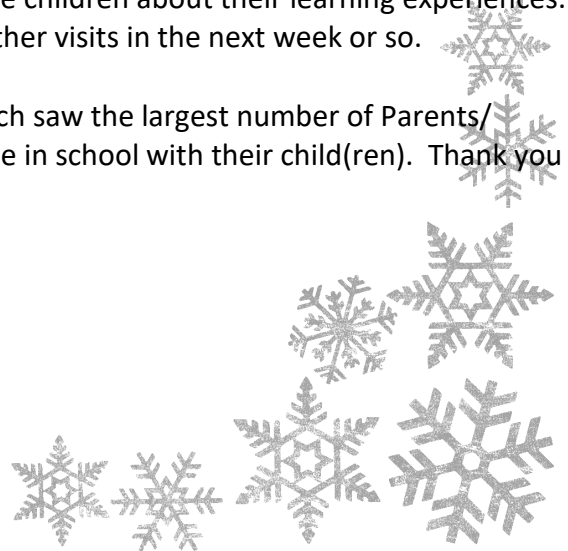 e children about their learning experiences.
ther visits in the next week or so.
ch saw the largest number of Parents/
e in school with their child(ren).  Thank you